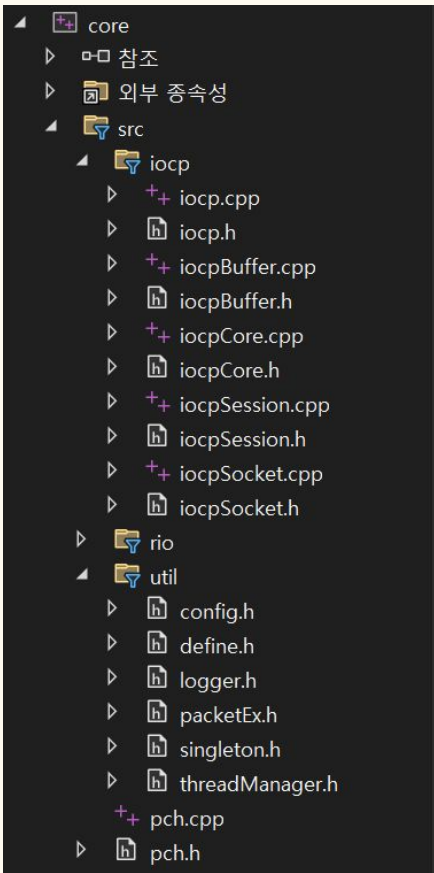 core
참조
외부 종속성
src
iocp
iocp.cpp
iocp.h
iocpBuffer.cpp
iocpBuffer.h
iocpCore.cpp
iocpCore.h
iocpSession.cpp
iocpSession.h
iocpSocket.cpp
iocpSocket.h
rio
util
config.h
define.h
logger.h
packetEx.h
singleton.h
threadManager.h
pch.cpp
pch.h